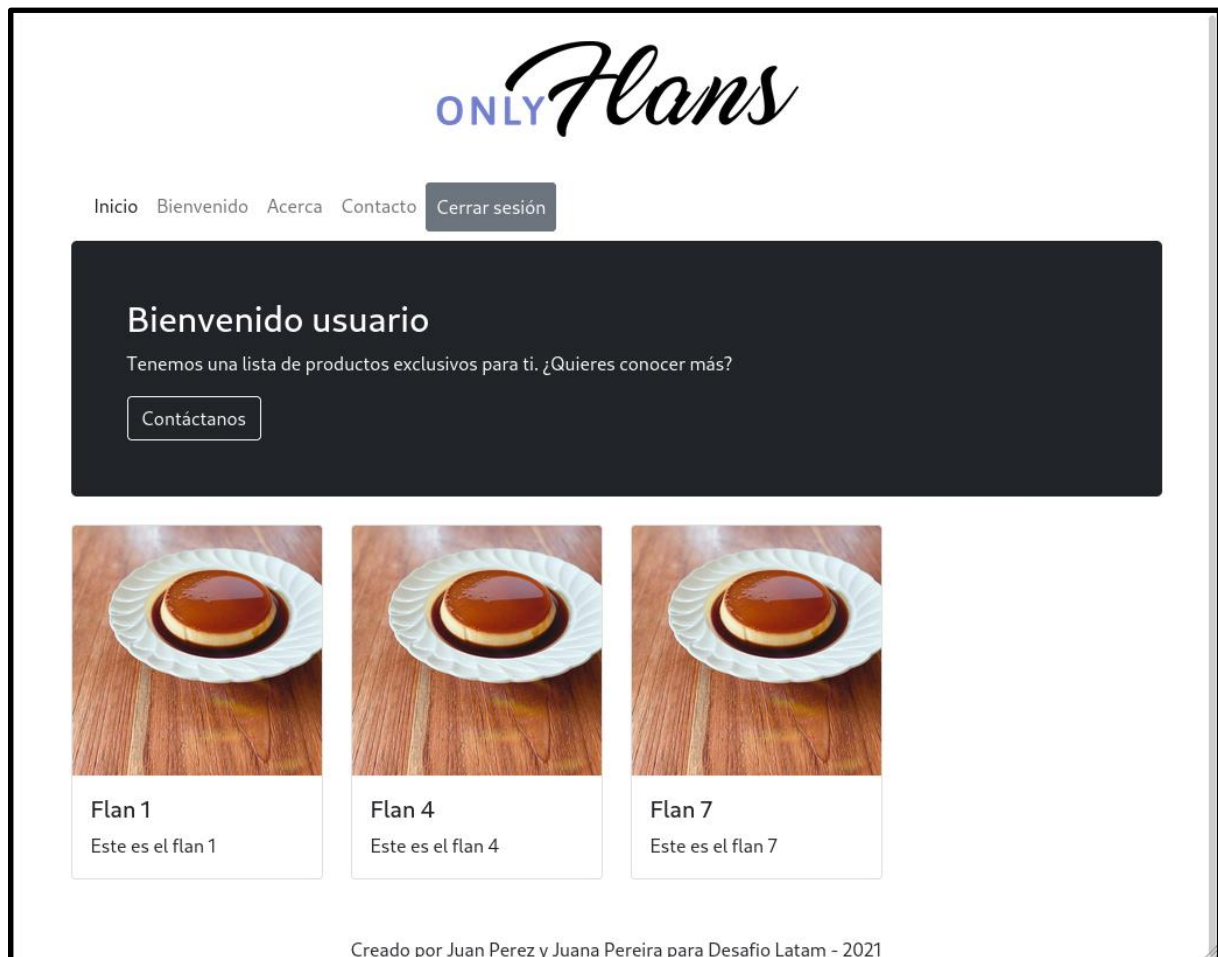 ONLY Flans
Inicio Bienvenido Acerca Contacto Cerrar sesión
Bienvenido usuario
Tenemos una lista de productos exclusivos para ti. ¿Quieres conocer más?
Contáctanos
Flan 1
Este es el flan 1
Flan 4
Este es el flan 4
Flan 7
Este es el flan 7
Creado por Juan Perez y Juana Pereira para Desafio Latam - 2021